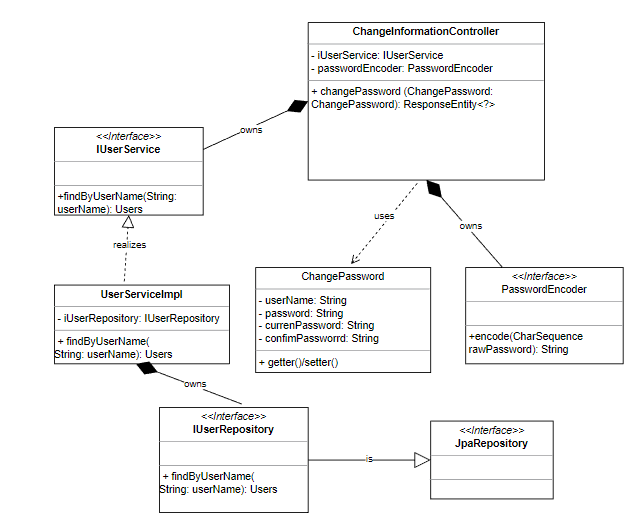 ChangeInformationController
- iUserService: IUserService
- passwordEncoder: PasswordEncoder
+ changePassword (ChangePassword:
ChangePassword): ResponseEntity<?>
owns
<<Interface>>
IUserService
+findByUserName(String:
userName): Users
uses
owns
realizes
UserServiceImpl
- iUserRepository: IUserRepository
+ findByUserName(
String: userName): Users
ChangePassword
- userName: String
- password: String
- currenPassword: String
- confimPassworrd: String
+ getter()/setter()
<<Interface>>
PasswordEncoder
+encode(CharSequence
rawPassword): String
owns
<<Interface>>
IUserRepository
+ findByUserName(
String: userName): Users
is
<<Interface>>
JpaRepository